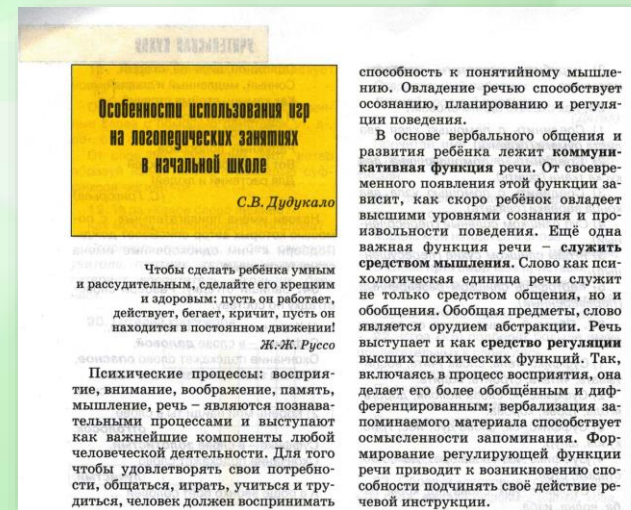 Особенности использования игр
на логопедических занятиях
в начальной школе
С.В. Дудукало
Чтобы сделать ребёнка умным
и рассудительным, сделайте его крепким
и здоровым: пусть он работает,
действует, бегает, кричит, пусть он
находится в постоянном движении!
Ж.-Ж. Руссо
Психические процессы: восприя-
тие, внимание, воображение, память,
мышление, речь – являются познава-
тельными процессами и выступают
как важнейшие компоненты любой
человеческой деятельности. Для того
чтобы удовлетворять свои потребно-
сти, общаться, играть, учиться и тру-
диться, человек должен воспринимать
способность к понятийному мышле-
нию. Овладение речью способствует
осознанию, планированию и регуля-
ции поведения.
В основе вербального общения и
развития ребёнка лежит коммуни-
кативная функция речи. От своевре-
менного появления этой функции за-
висит, как скоро ребёнок овладеет
высшими уровнями сознания и про-
извольности поведения. Ещё одна
важная функция речи – служить
средством мышления. Слово как пси-
хологическая единица речи служит
не только средством общения, но и
обобщения. Обобщая предметы, слово
является орудием абстракции. Речь
выступает и как средство регуляции
высших психических функций. Так,
включаясь в процесс восприятия, она
делает его более обобщённым и диф-
ференцированным; вербализация за-
поминаемого материала способствует
осмысленности запоминания. Фор-
мирование регулирующей функции
речи приводит к возникновению спо-
собности подчинять своё действие ре-
чевой инструкции.